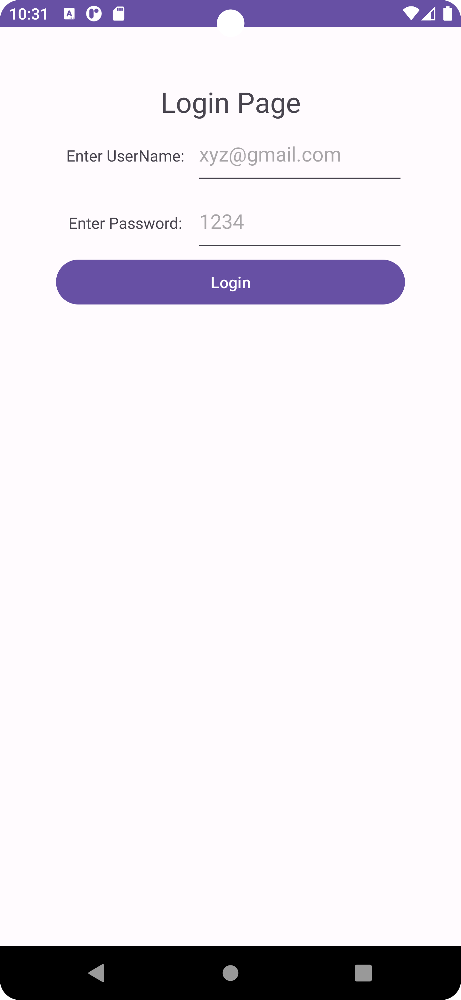 10:31
Login Page
Enter UserName: xyz@gmail.com
Enter Password: 1234
Login